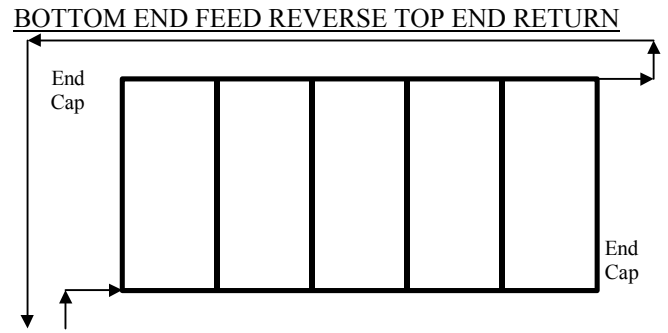 BOTTOM END FEED REVERSE TOP END RETURN
End
Cap
End
Cap